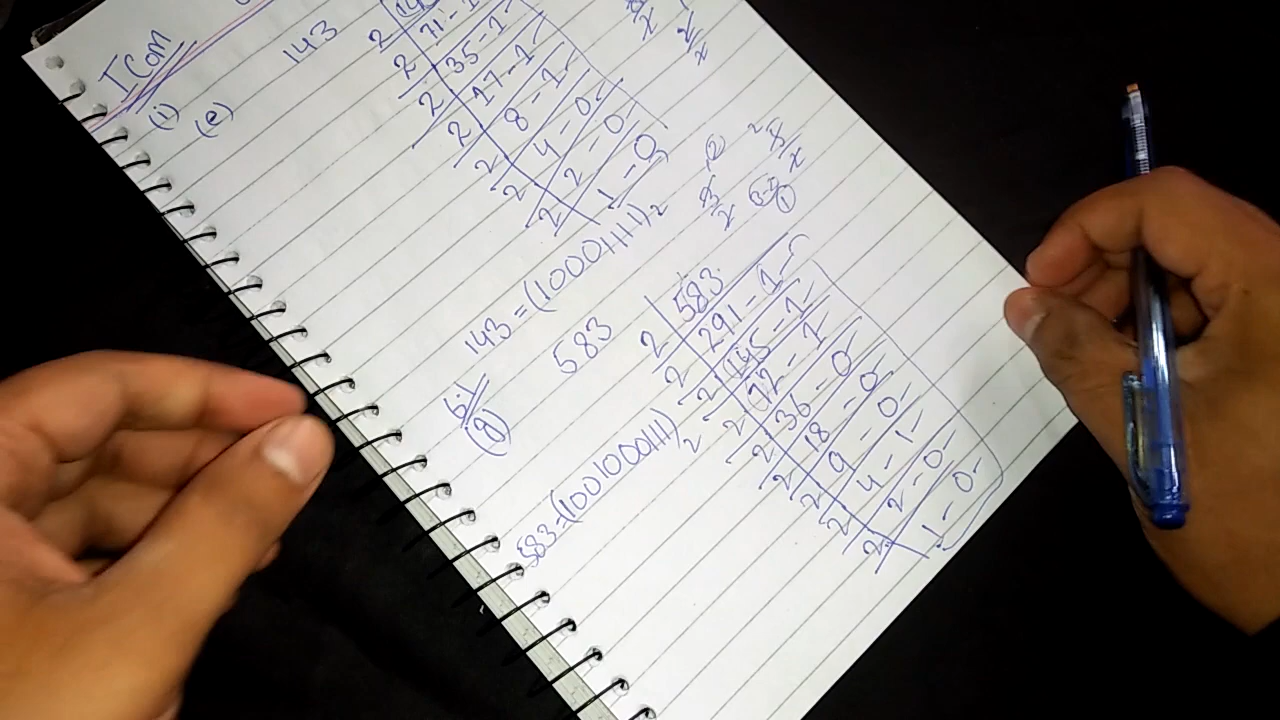 ICom
(i)
(e) 143
2
2 71 - 1
2 35 - 1
2 17 - 1
2 8 - 1
2 4 - 0
2 2 - 0
2 1 - 0
143 = (10001111)₂
(g) 583
2 583
2 291 - 1
2 145 - 1
2 72 - 1
2 36 - 0
2 18 - 0
2 9 - 0
2 4 - 1
2 2 - 0
2 1 - 0
583 = (1001000111)₂